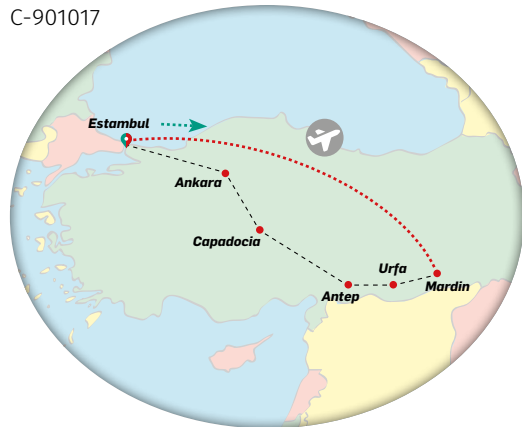 C-901017
Estambul
Ankara
Capadocia
Urfa
Antep
Mardin